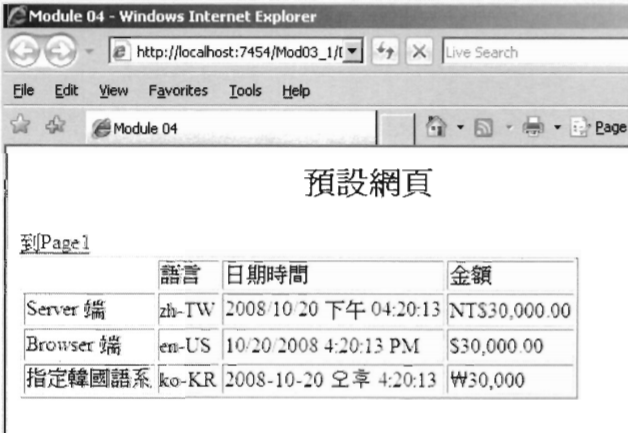 Module 04 - Windows Internet Explorer
http://localhost:7454/Mod03_1/
Live Search
File Edit View Favorites Tools Help
Module 04
Page
預設網頁
到Page1
語言 日期時間 金額
Server 端 zh-TW 2008/10/20 下午 04:20:13 NT$30,000.00
Browser 端 en-US 10/20/2008 4:20:13 PM $30,000.00
指定韓國語系 ko-KR 2008-10-20 오후 4:20:13 ₩30,000